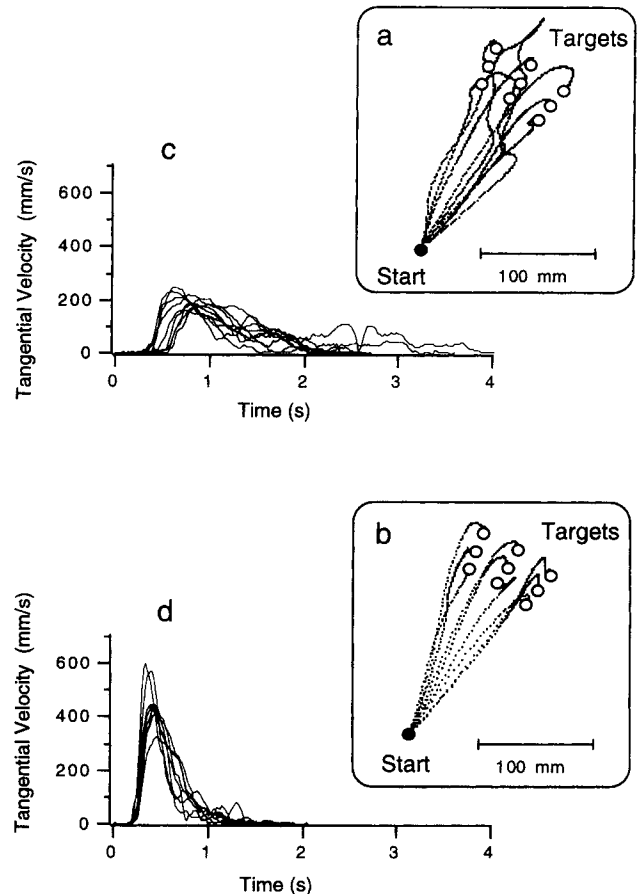 a
Targets
Start
100 mm
c
Tangential Velocity (mm/s)
600
400
200
0
0 1 2 3 4
Time (s)
b
Targets
Start
100 mm
d
Tangential Velocity (mm/s)
600
400
200
0
0 1 2 3 4
Time (s)